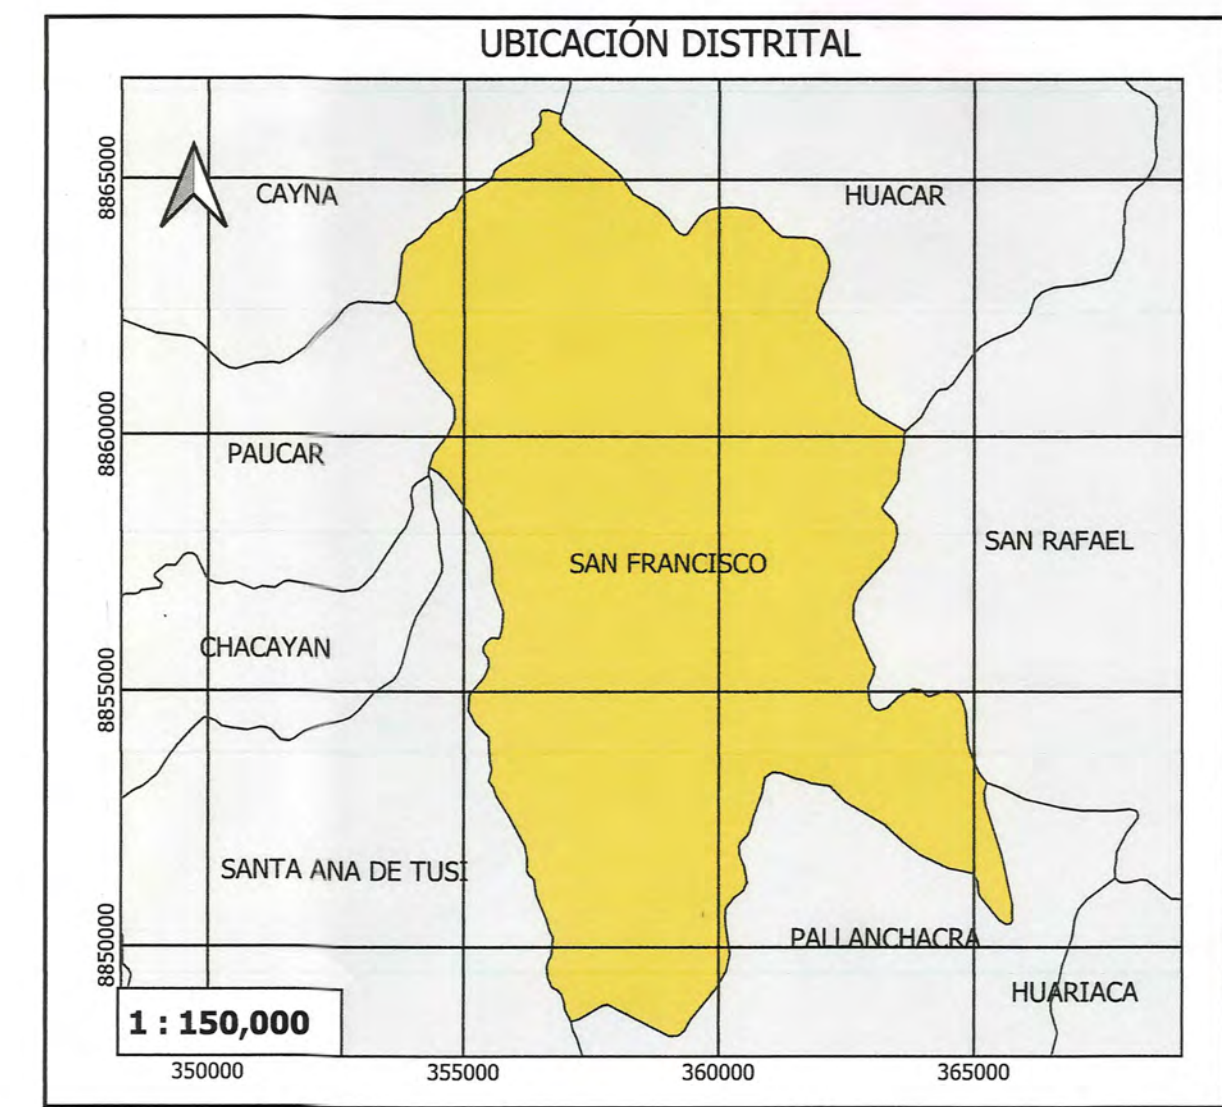 UBICACIÓN DISTRITAL
8865000
CAYNA
HUACAR
8860000
PAUCAR
SAN RAFAEL
SAN FRANCISCO
CHACAYAN
8855000
SANTA ANA DE TUSI
8850000
PALLANCHACRA
HUARIACA
1 : 150,000
350000
355000
360000
365000